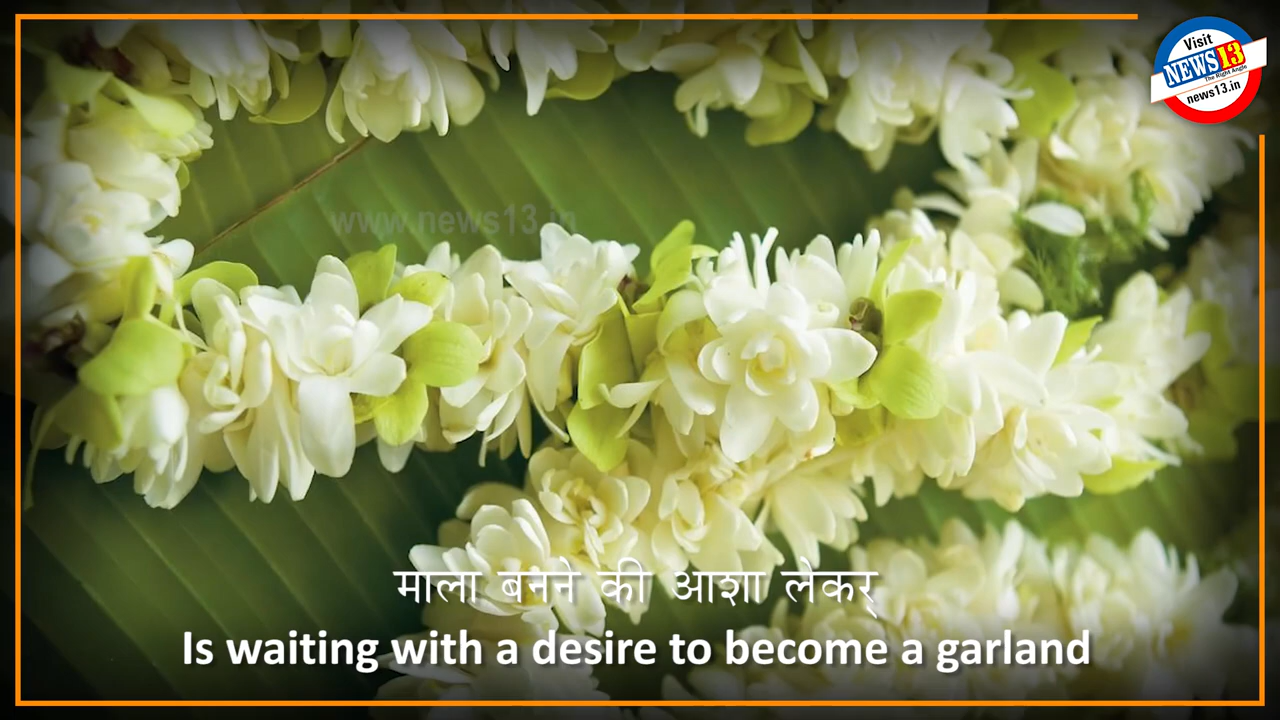 Visit
NEWS13
The Right Angle
news13.in
www.news13.in
माला बनने की आशा लेकर्
Is waiting with a desire to become a garland